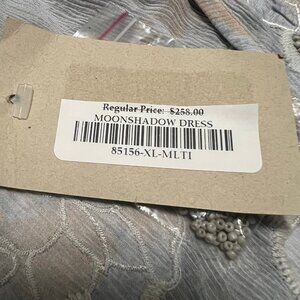 Regular Price: $258.00
MOONSHADOW DRESS
85156-XL-MLTI